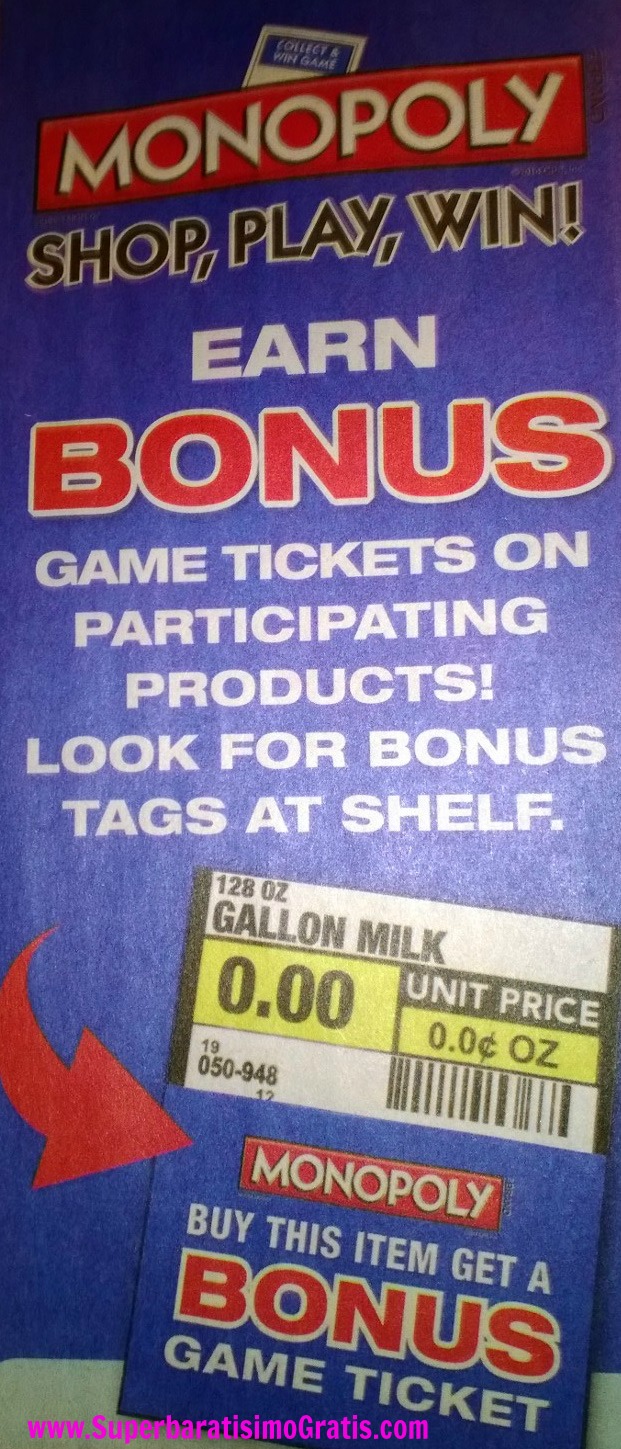 COLLECT &
WIN GAME
MONOPOLY
SHOP, PLAY, WIN!
EARN
BONUS
GAME TICKETS ON
PARTICIPATING
PRODUCTS!
LOOK FOR BONUS
TAGS AT SHELF.
128 OZ
GALLON MILK
0.00
UNIT PRICE
0.0¢ OZ
19
050-948
12
MONOPOLY
BUY THIS ITEM GET A
BONUS
GAME TICKET
www.SuperbaratisimoGratis.com